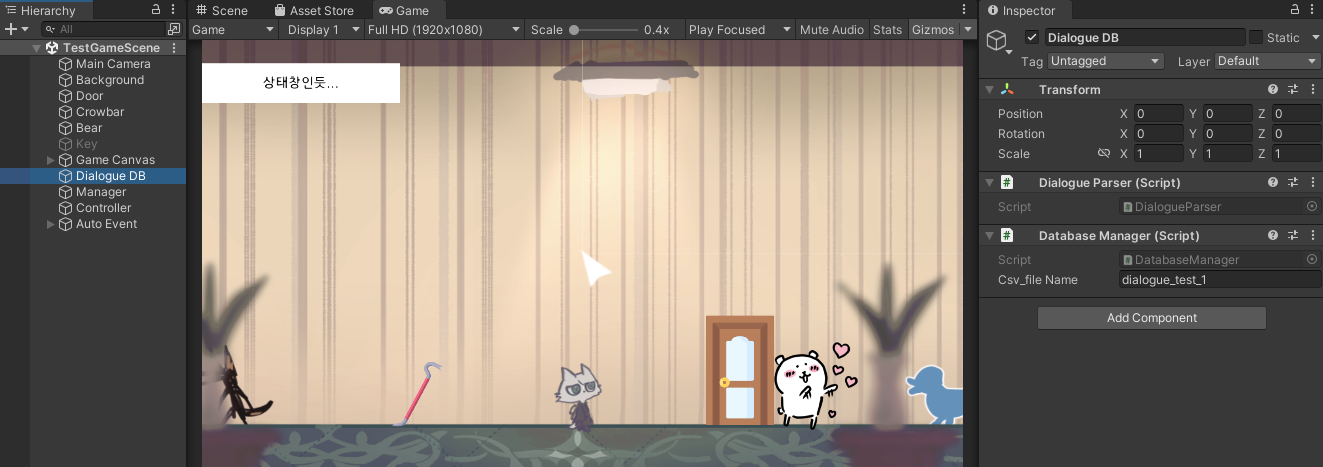 Hierarchy
All
TestGameScene
Main Camera
Background
Door
Crowbar
Bear
Key
Game Canvas
Dialogue DB
Manager
Controller
Auto Event
Scene
Asset Store
Game
Game
Display 1
Full HD (1920x1080)
Scale
0.4x
Play Focused
Mute Audio
Stats
Gizmos
상태창인듯...
Inspector
Dialogue DB
Static
Tag Untagged
Layer Default
Transform
Position X 0 Y 0 Z 0
Rotation X 0 Y 0 Z 0
Scale X 1 Y 1 Z 1
Dialogue Parser (Script)
Script DialogueParser
Database Manager (Script)
Script DatabaseManager
Csv_file Name dialogue_test_1
Add Component